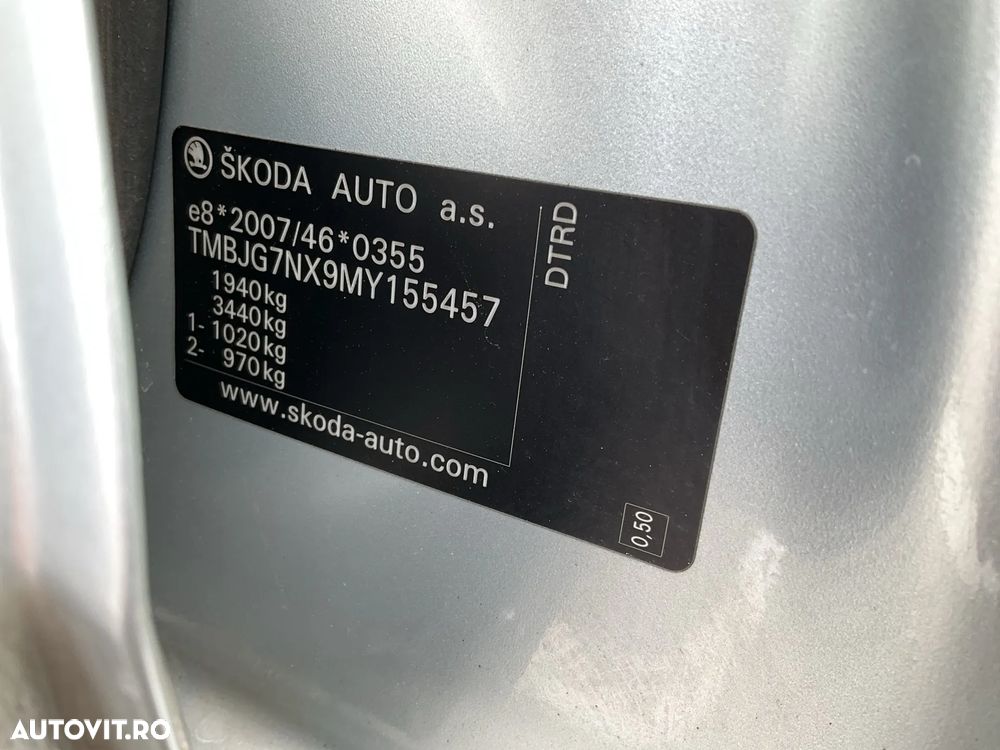 ŠKODA AUTO a.s.
e8*2007/46*0355
TMBJG7NX9MY155457
1940kg
3440kg
1- 1020kg
2- 970kg
www.skoda-auto.com
DTRD
0,50
AUTOVIT.RO